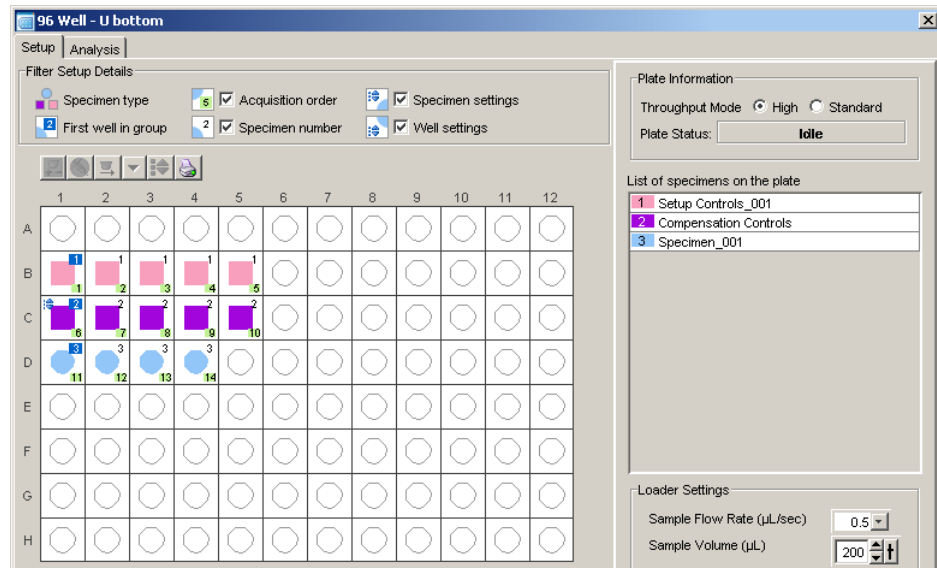 96 Well - U bottom
Setup Analysis
Filter Setup Details
Specimen type
5 Acquisition order
Specimen settings
2 First well in group
2 Specimen number
Well settings
Plate Information
Throughput Mode High Standard
Plate Status: Idle
List of specimens on the plate
1 Setup Controls_001
2 Compensation Controls
3 Specimen_001
1 2 3 4 5 6 7 8 9 10 11 12
A
B 1 1 1 1 1
1 2 3 4 5
C 2 2 2 2 2
6 7 8 9 10
D 3 3 3 3
11 12 13 14
E
F
G
H
Loader Settings
Sample Flow Rate (µL/sec) 0.5
Sample Volume (µL) 200